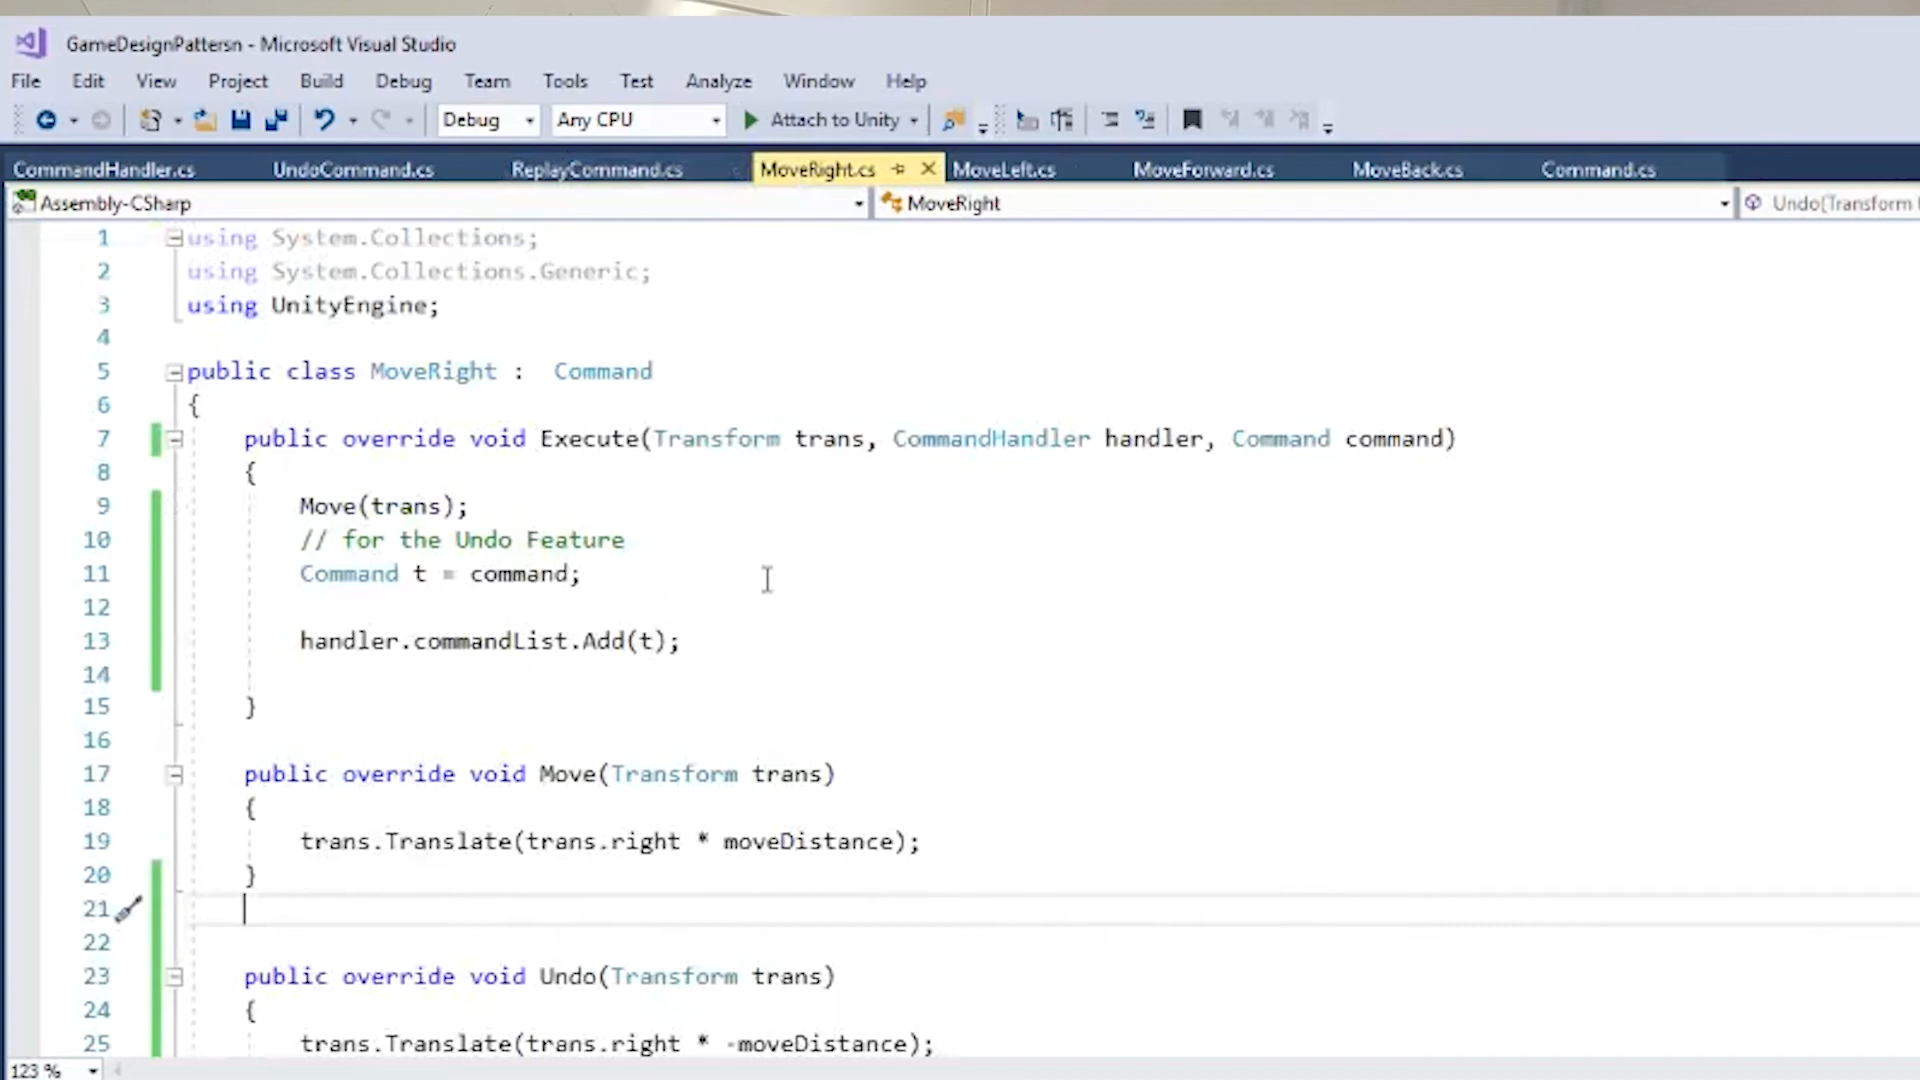 GameDesignPattersn - Microsoft Visual Studio
File Edit View Project Build Debug Team Tools Test Analyze Window Help
Debug Any CPU Attach to Unity
CommandHandler.cs UndoCommand.cs ReplayCommand.cs MoveRight.cs MoveLeft.cs MoveForward.cs MoveBack.cs Command.cs
Assembly-CSharp MoveRight Undo(Transform
1 using System.Collections;
2 using System.Collections.Generic;
3 using UnityEngine;
4
5 public class MoveRight :  Command
6 {
7 public override void Execute(Transform trans, CommandHandler handler, Command command)
8 {
9 Move(trans);
10 // for the Undo Feature
11 Command t = command;
12
13 handler.commandList.Add(t);
14
15 }
16
17 public override void Move(Transform trans)
18 {
19 trans.Translate(trans.right * moveDistance);
20 }
21
22
23 public override void Undo(Transform trans)
24 {
25 trans.Translate(trans.right * -moveDistance);
123 %